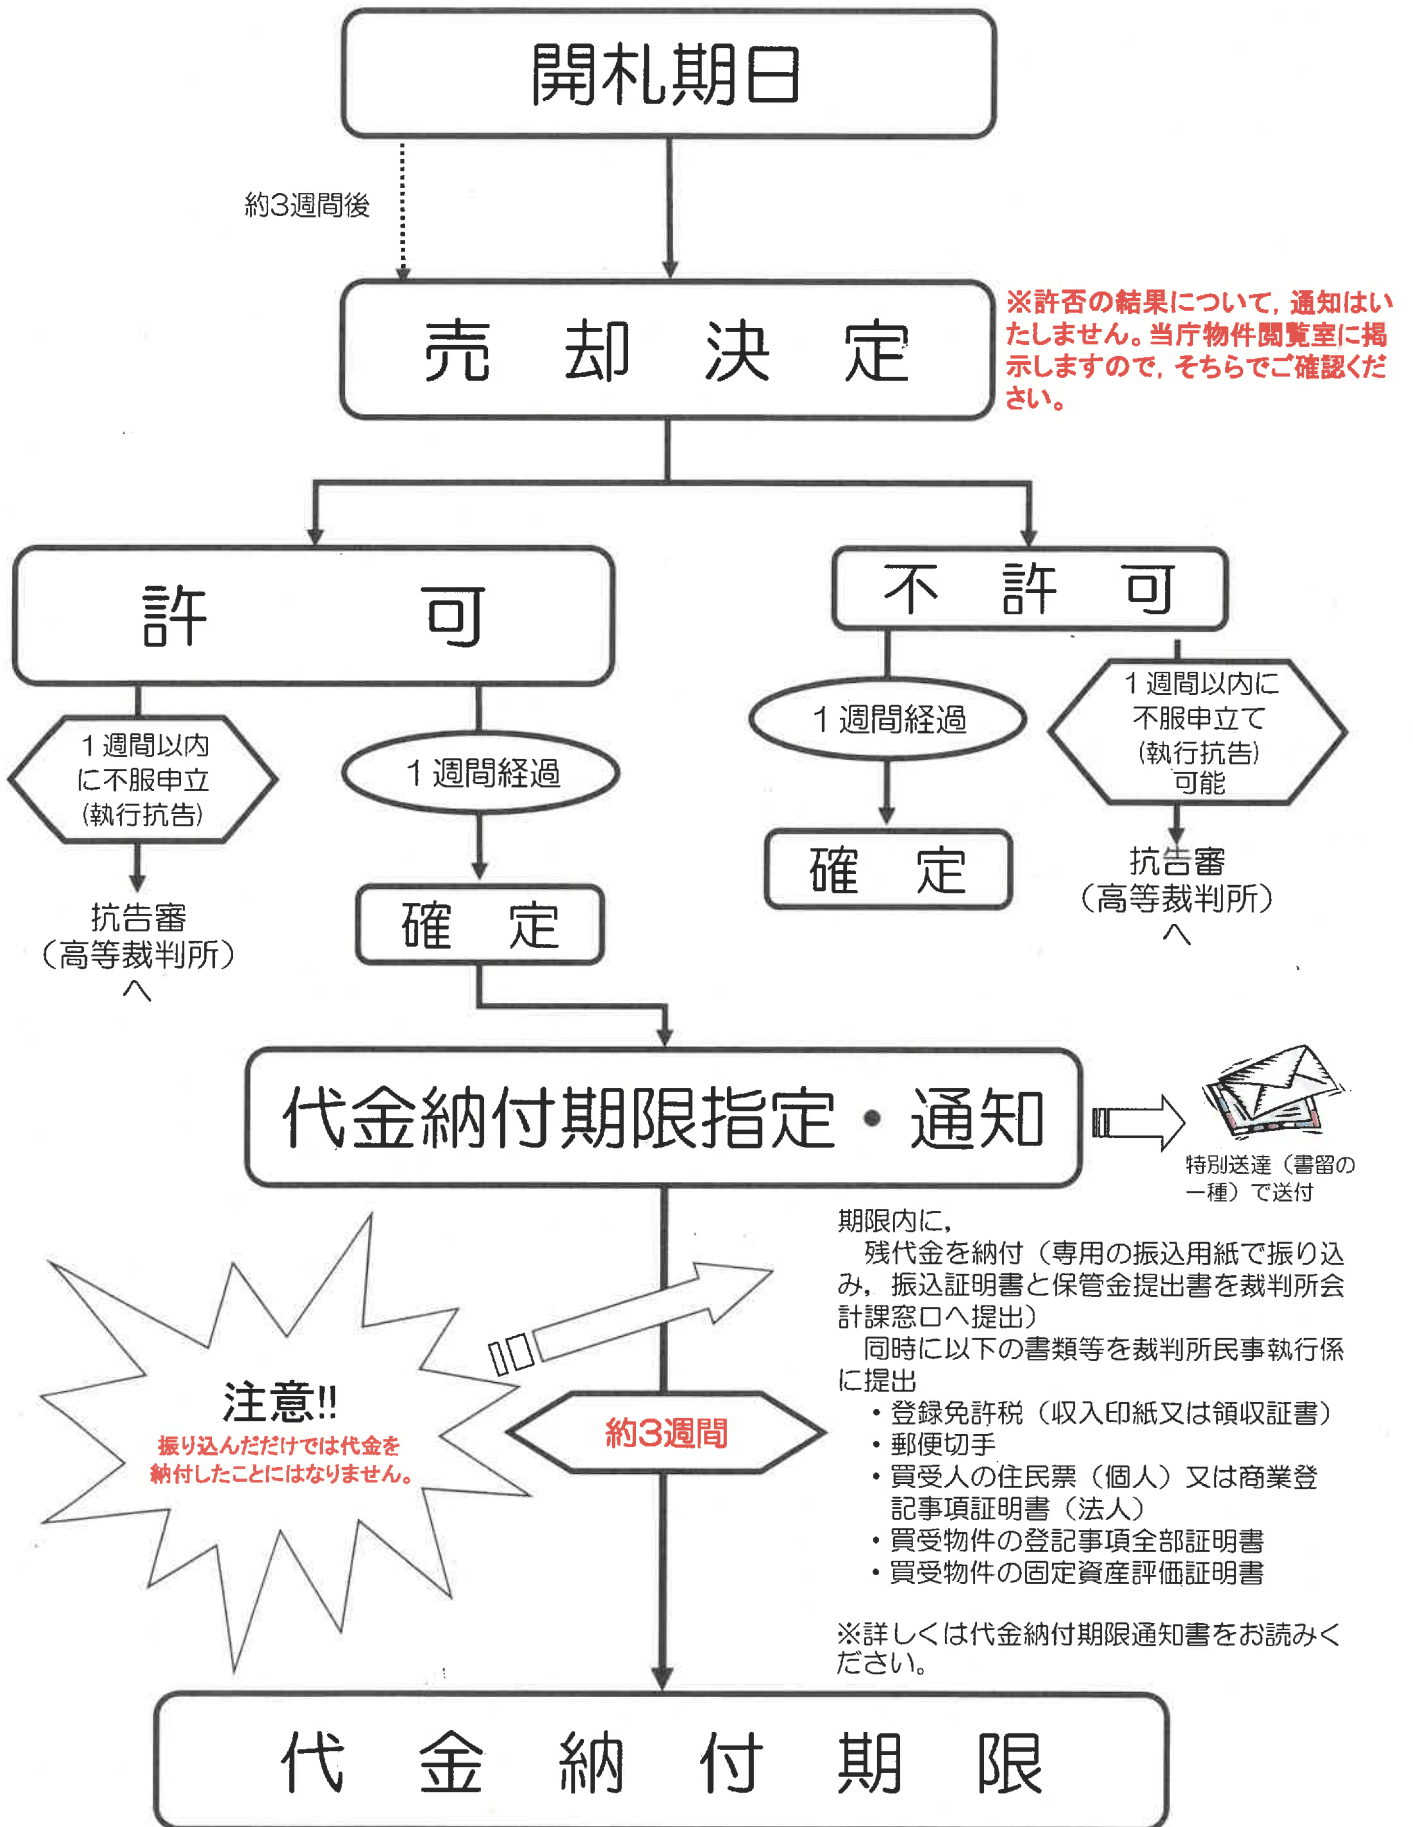 開札期日
約3週間後
売却決定
※許否の結果について，通知はい
たしません。当庁物件閲覧室に掲
示しますので，そちらでご確認くだ
さい。
許可
不許可
１週間以内
に不服申立
(執行抗告)
１週間経過
１週間経過
１週間以内に
不服申立て
(執行抗告)
可能
抗告審
（高等裁判所）
へ
確定
確定
抗告審
（高等裁判所）
へ
代金納付期限指定・通知
特別送達（書留の
一種）で送付
期限内に，
残代金を納付（専用の振込用紙で振り込
み，振込証明書と保管金提出書を裁判所会
計課窓口へ提出）
同時に以下の書類等を裁判所民事執行係
に提出
・登録免許税（収入印紙又は領収証書）
・郵便切手
・買受人の住民票（個人）又は商業登
記事項証明書（法人）
・買受物件の登記事項全部証明書
・買受物件の固定資産評価証明書
※詳しくは代金納付期限通知書をお読みく
ださい。
注意!!
振り込んだだけでは代金を
納付したことにはなりません。
約3週間
代金納付期限